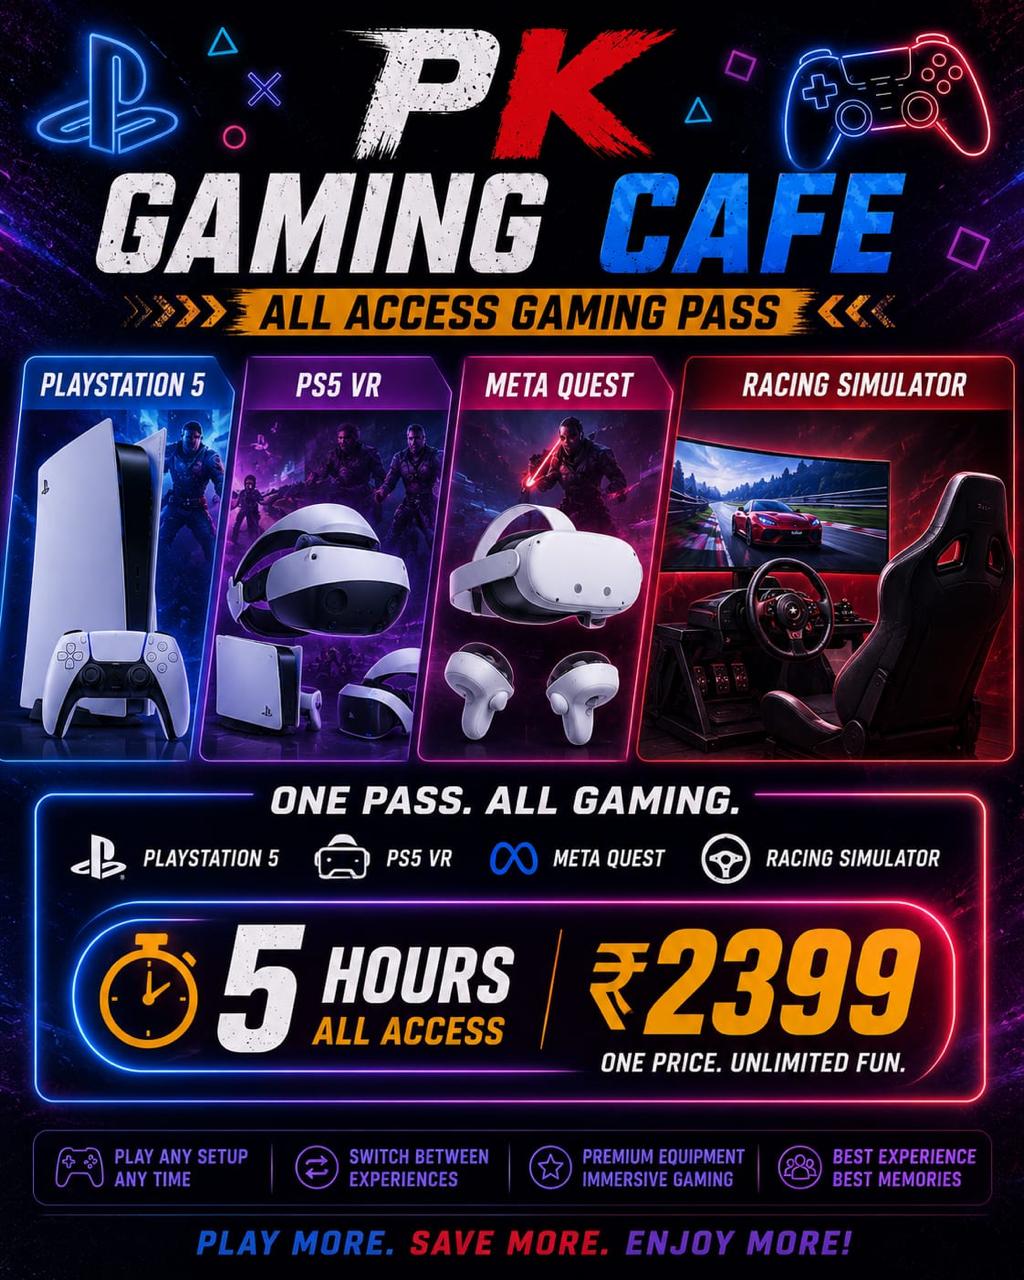 PK
GAMING CAFE
ALL ACCESS GAMING PASS
PLAYSTATION 5
PS5 VR
META QUEST
RACING SIMULATOR
ONE PASS. ALL GAMING.
PLAYSTATION 5
PS5 VR
META QUEST
RACING SIMULATOR
5 HOURS
ALL ACCESS
₹2399
ONE PRICE. UNLIMITED FUN.
PLAY ANY SETUP
ANY TIME
SWITCH BETWEEN
EXPERIENCES
PREMIUM EQUIPMENT
IMMERSIVE GAMING
BEST EXPERIENCE
BEST MEMORIES
PLAY MORE. SAVE MORE. ENJOY MORE!